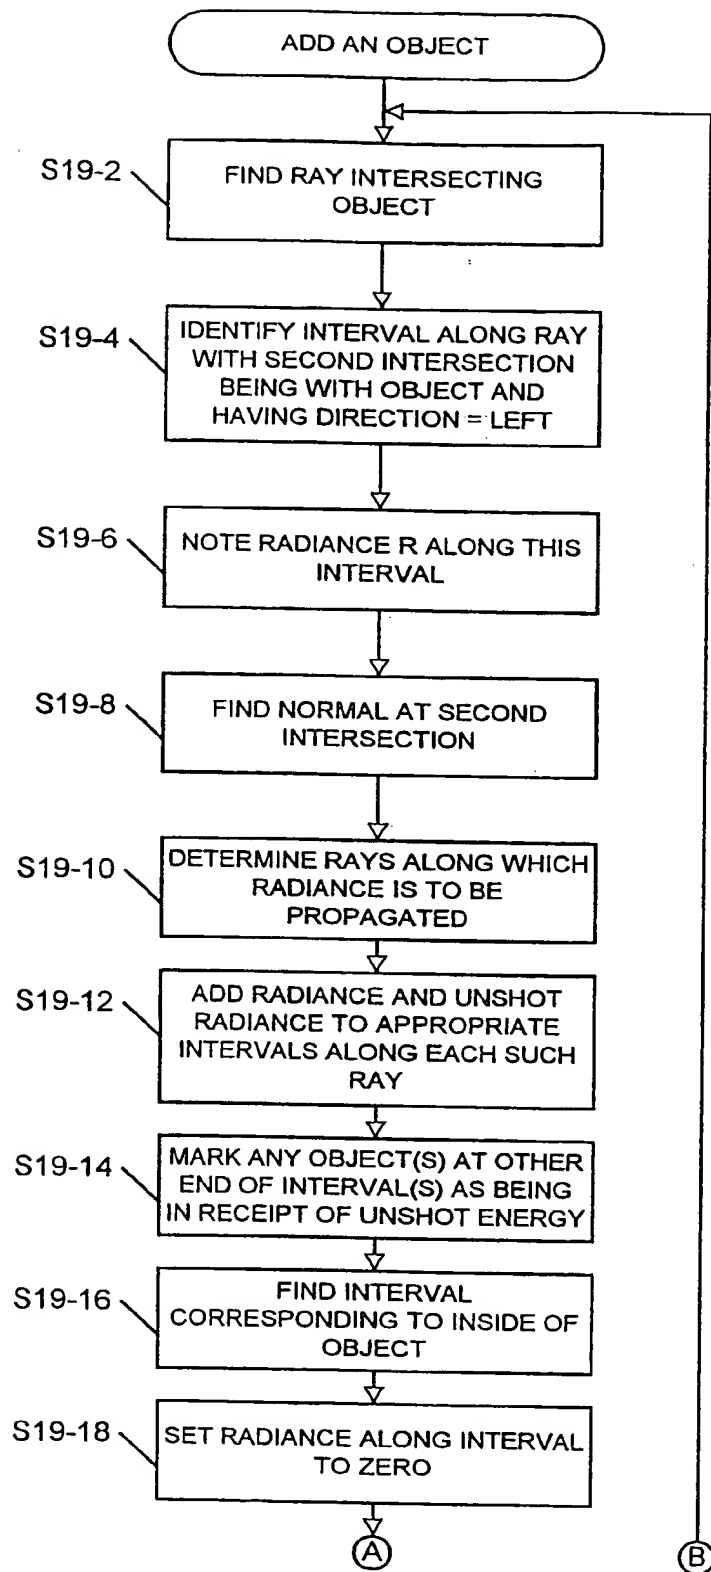 ADD AN OBJECT
S19-2
FIND RAY INTERSECTING
OBJECT
S19-4
IDENTIFY INTERVAL ALONG RAY
WITH SECOND INTERSECTION
BEING WITH OBJECT AND
HAVING DIRECTION = LEFT
S19-6
NOTE RADIANCE R ALONG THIS
INTERVAL
S19-8
FIND NORMAL AT SECOND
INTERSECTION
S19-10
DETERMINE RAYS ALONG WHICH
RADIANCE IS TO BE
PROPAGATED
S19-12
ADD RADIANCE AND UNSHOT
RADIANCE TO APPROPRIATE
INTERVALS ALONG EACH SUCH
RAY
S19-14
MARK ANY OBJECT(S) AT OTHER
END OF INTERVAL(S) AS BEING
IN RECEIPT OF UNSHOT ENERGY
S19-16
FIND INTERVAL
CORRESPONDING TO INSIDE OF
OBJECT
S19-18
SET RADIANCE ALONG INTERVAL
TO ZERO
A
B